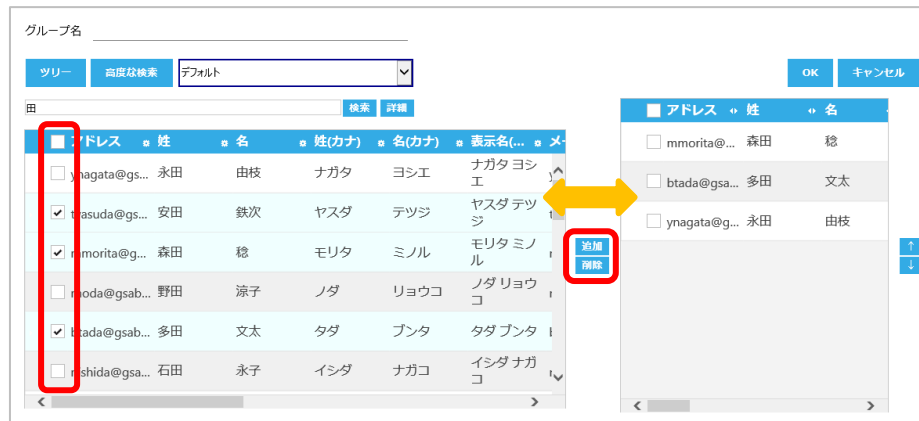 グループ名
ツリー 高度な検索 デフォルト OK キャンセル
田 検索 詳細
アドレス 姓 名 姓(カナ) 名(カナ) 表示名(... メー
ynagata@gs... 永田 由枝 ナガタ ヨシエ ナガタ ヨシエ
tyasuda@gs... 安田 鉄次 ヤスダ テツジ ヤスダ テツジ
mmorita@g... 森田 稔 モリタ ミノル モリタ ミノル
野田 涼子 ノダ リョウコ ノダ リョウコ
btada@gsab... 多田 文太 タダ ブンタ タダ ブンタ
石田 永子 イシダ ナガコ イシダ ナガコ
追加
削除
アドレス 姓 名
mmorita@... 森田 稔
btada@gsa... 多田 文太
ynagata@g... 永田 由枝
↑
↓